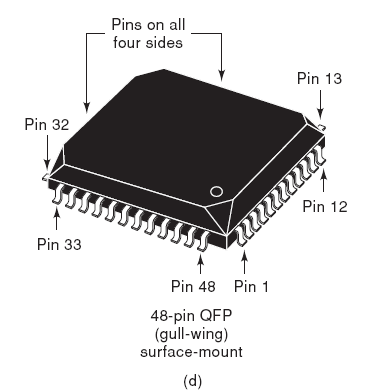 Pins on all
four sides
Pin 13
Pin 32
Pin 12
Pin 33
Pin 48
Pin 1
48-pin QFP
(gull-wing)
surface-mount
(d)